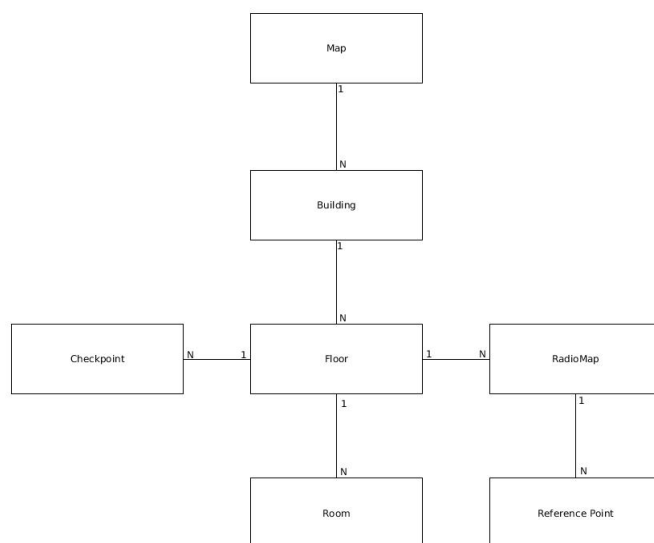 Map
1
N
Building
1
N
Checkpoint
N
1
Floor
1
N
RadioMap
1
N
Room
1
N
Reference Point